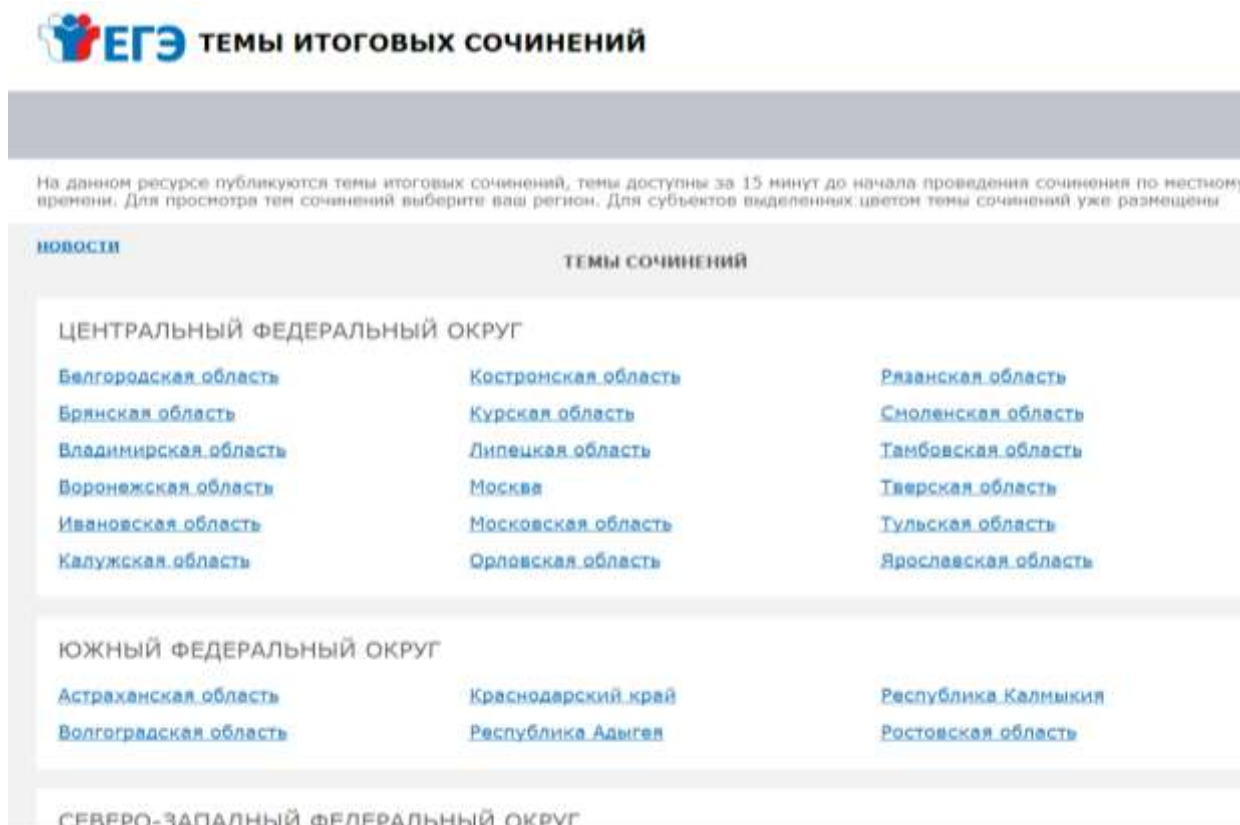 ЕГЭ ТЕМЫ ИТОГОВЫХ СОЧИНЕНИЙ
На данном ресурсе публикуются темы итоговых сочинений, темы доступны за 15 минут до начала проведения сочинения по местному
времени. Для просмотра тем сочинений выберите ваш регион. Для субъектов выделенных цветом темы сочинений уже размещены
НОВОСТИ
ТЕМЫ СОЧИНЕНИЙ
ЦЕНТРАЛЬНЫЙ ФЕДЕРАЛЬНЫЙ ОКРУГ
Белгородская область Костромская область Рязанская область
Брянская область Курская область Смоленская область
Владимирская область Липецкая область Тамбовская область
Воронежская область Москва Тверская область
Ивановская область Московская область Тульская область
Калужская область Орловская область Ярославская область
ЮЖНЫЙ ФЕДЕРАЛЬНЫЙ ОКРУГ
Астраханская область Краснодарский край Республика Калмыкия
Волгоградская область Республика Адыгея Ростовская область
СЕВЕРО-ЗАПАДНЫЙ ФЕДЕРАЛЬНЫЙ ОКРУГ